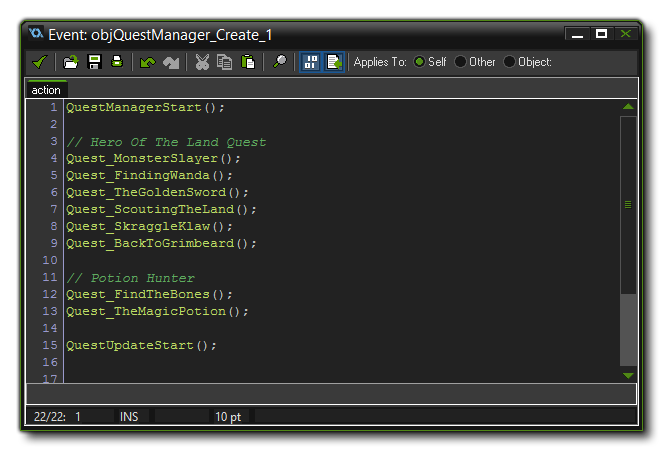 Event: objQuestManager_Create_1
Applies To: Self Other Object:
action
1 QuestManagerStart();
2
3 // Hero Of The Land Quest
4 Quest_MonsterSlayer();
5 Quest_FindingWanda();
6 Quest_TheGoldenSword();
7 Quest_ScoutingTheLand();
8 Quest_SkraggleKlaw();
9 Quest_BackToGrimbeard();
10
11 // Potion Hunter
12 Quest_FindTheBones();
13 Quest_TheMagicPotion();
14
15 QuestUpdateStart();
16
17
22/22: 1 INS 10 pt